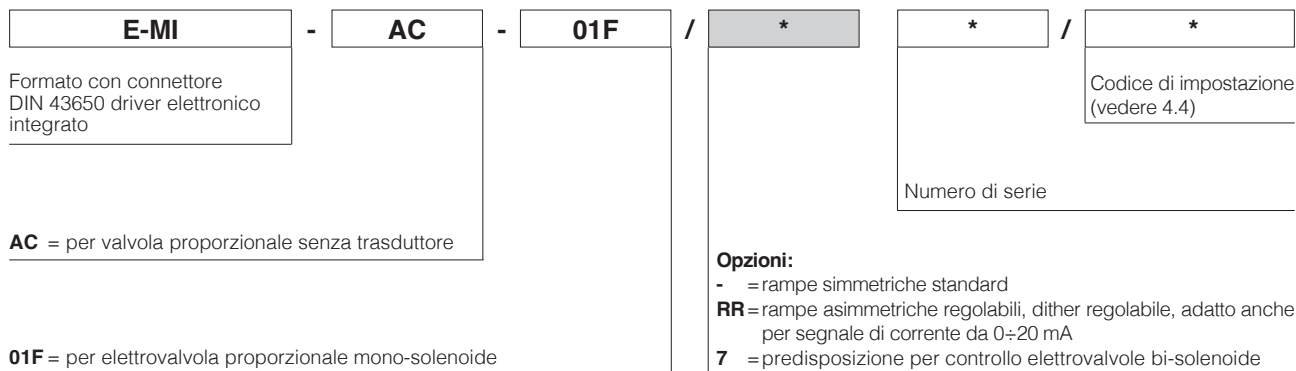 E-MI - AC - 01F / * * / *
Formato con connettore
DIN 43650 driver elettronico
integrato
Codice di impostazione
(vedere 4.4)
Numero di serie
AC = per valvola proporzionale senza trasduttore
Opzioni:
- = rampe simmetriche standard
RR = rampe asimmetriche regolabili, dither regolabile, adatto anche
per segnale di corrente da 0÷20 mA
01F = per elettrovalvola proporzionale mono-solenoide
7 = predisposizione per controllo elettrovalvole bi-solenoide